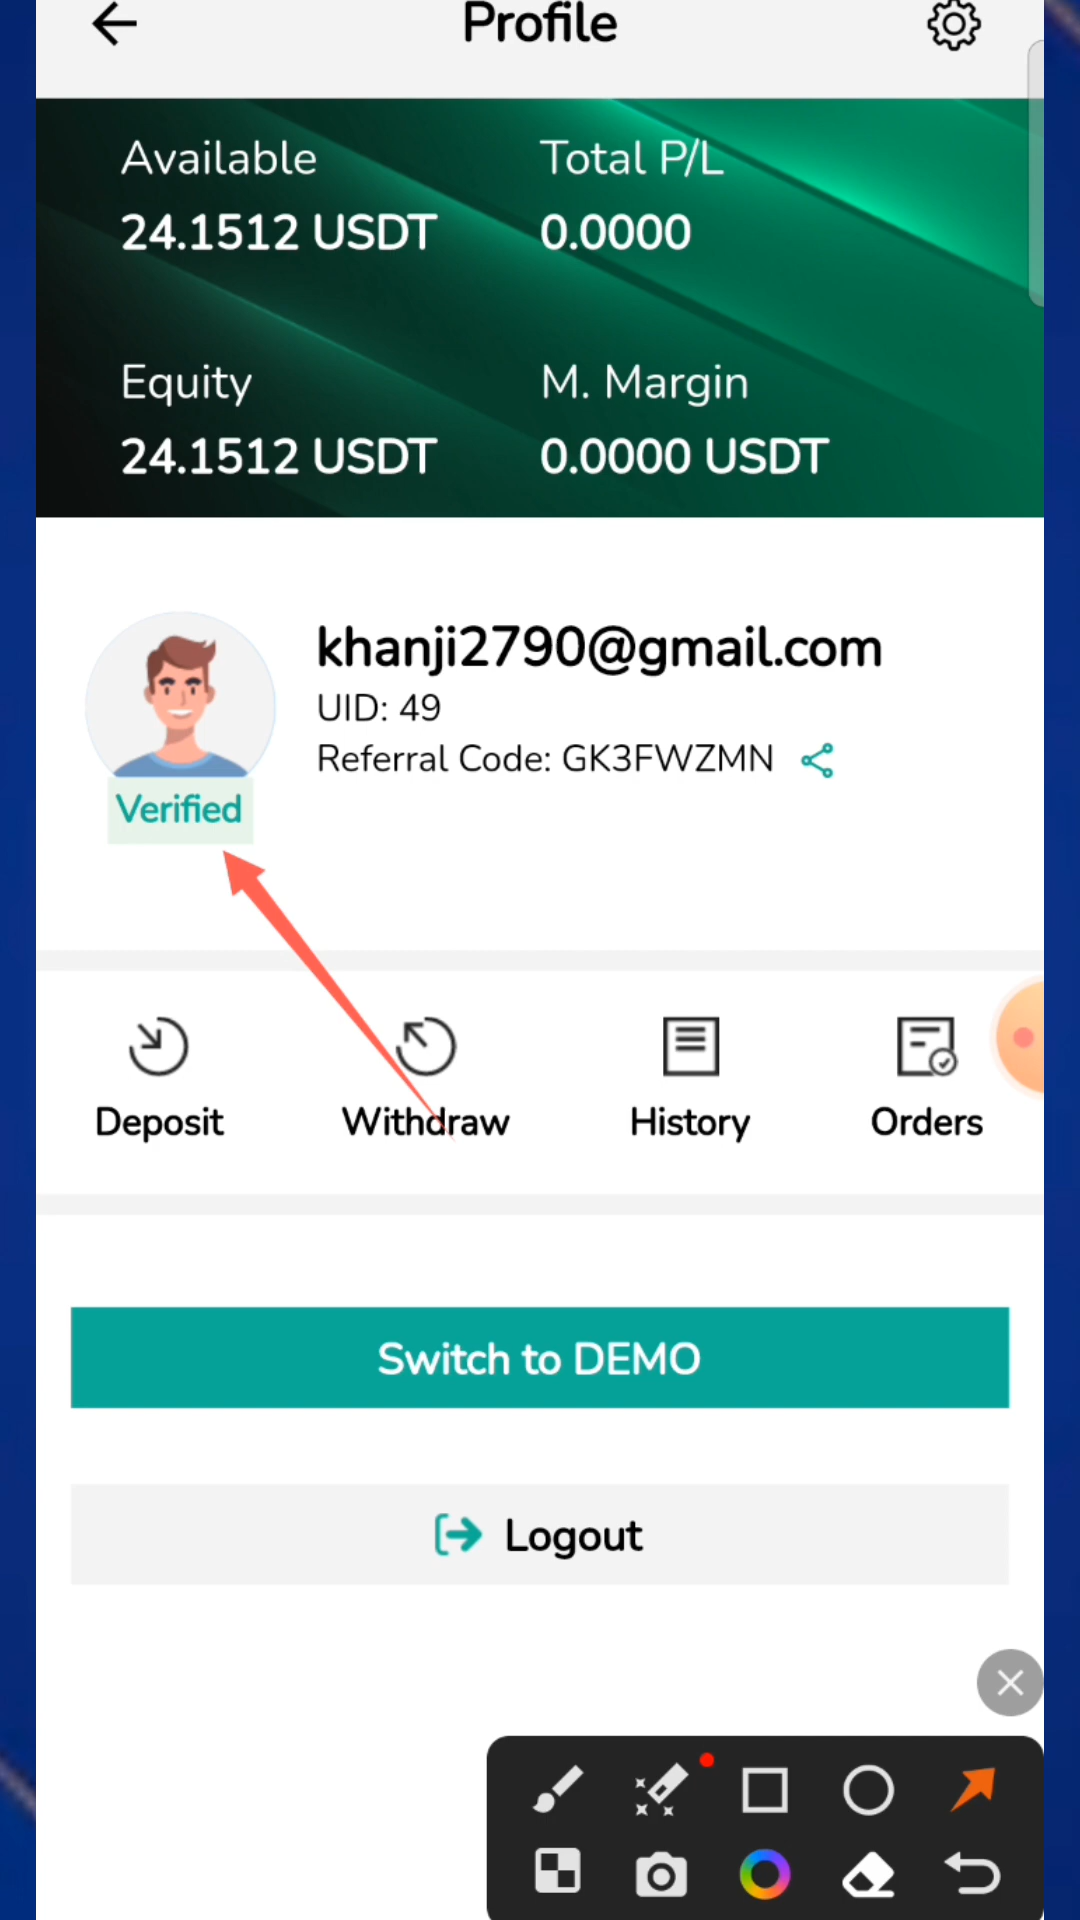 Profile
Available
Total P/L
24.1512 USDT
0.0000
Equity
M. Margin
24.1512 USDT
0.0000 USDT
khanji2790@gmail.com
UID: 49
Referral Code: GK3FWZMN
Verified
Deposit
Withdraw
History
Orders
Switch to DEMO
Logout